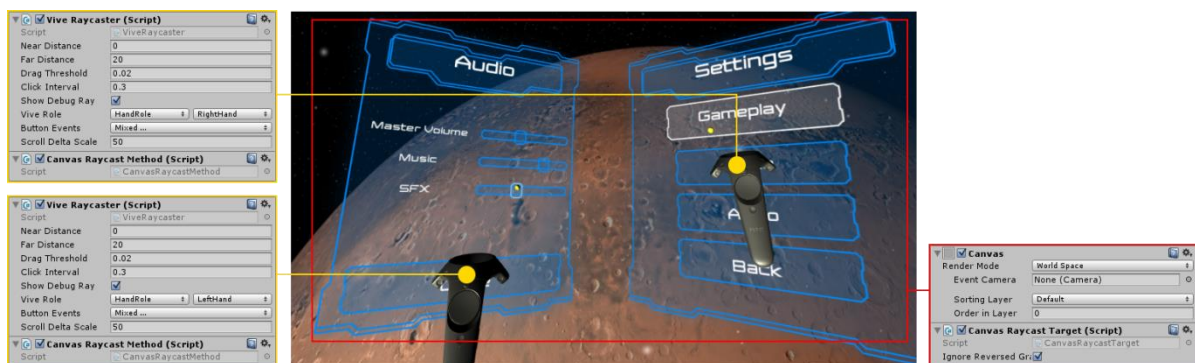 Vive Raycaster (Script)
Script ViveRaycaster
Near Distance 0
Far Distance 20
Drag Threshold 0.02
Click Interval 0.3
Show Debug Ray
Vive Role HandRole RightHand
Button Events Mixed ...
Scroll Delta Scale 50
Canvas Raycast Method (Script)
Script CanvasRaycastMethod
Vive Raycaster (Script)
Script ViveRaycaster
Near Distance 0
Far Distance 20
Drag Threshold 0.02
Click Interval 0.3
Show Debug Ray
Vive Role HandRole LeftHand
Button Events Mixed ...
Scroll Delta Scale 50
Canvas Raycast Method (Script)
Script CanvasRaycastMethod
Audio
Master Volume
Music
SFX
Settings
Gameplay
Back
Canvas
Render Mode World Space
Event Camera None (Camera)
Sorting Layer Default
Order in Layer 0
Canvas Raycast Target (Script)
Script CanvasRaycastTarget
Ignore Reversed Gra